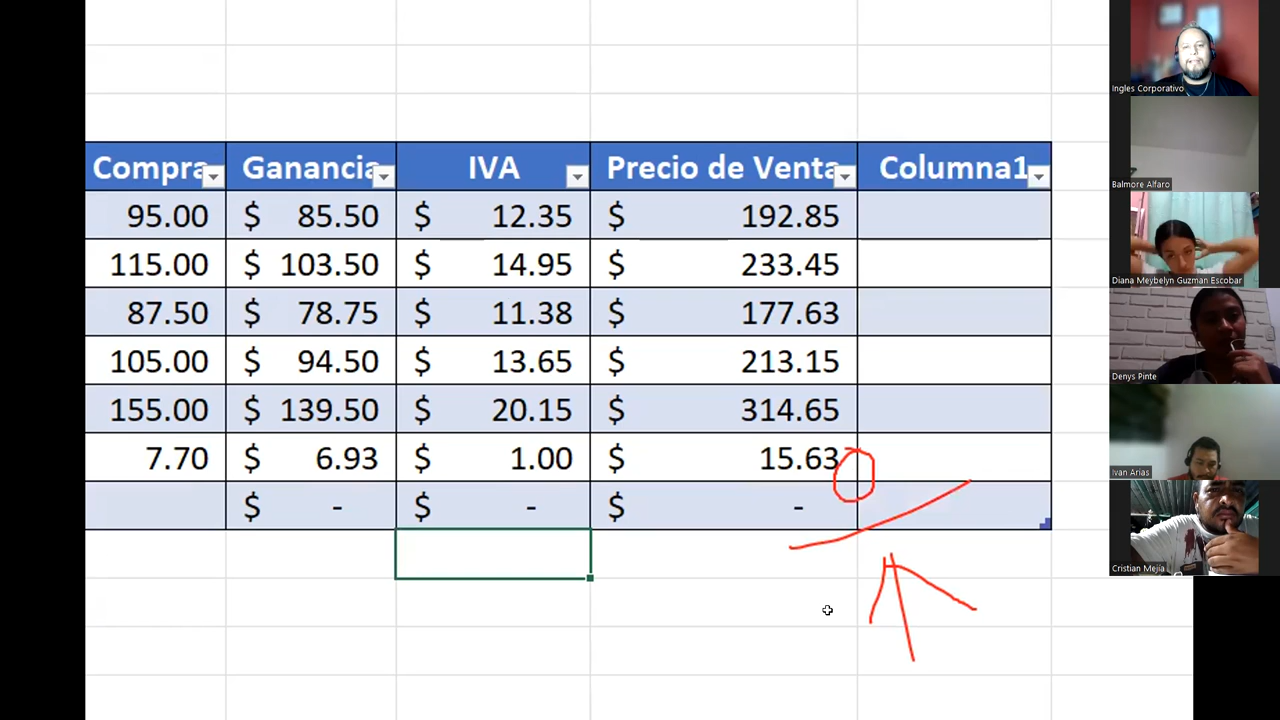 Compra Ganancia IVA Precio de Venta Columna1
95.00 $ 85.50 $ 12.35 $ 192.85
115.00 $ 103.50 $ 14.95 $ 233.45
87.50 $ 78.75 $ 11.38 $ 177.63
105.00 $ 94.50 $ 13.65 $ 213.15
155.00 $ 139.50 $ 20.15 $ 314.65
7.70 $ 6.93 $ 1.00 $ 15.63
$ - $ - $ -
Ingles Corporativo
Balmore Alfaro
Diana Meybelyn Guzman Escobar
Denys Pinte
Ivan Arias
Cristian Mejía